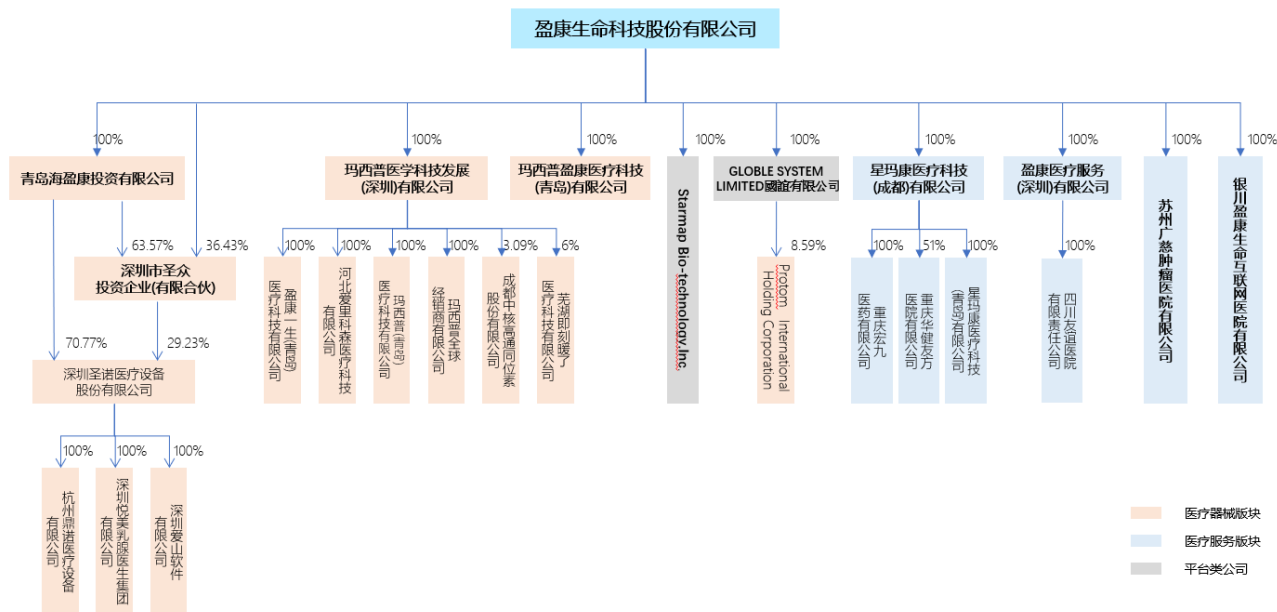 盈康生命科技股份有限公司
100%
100%
100%
100%
100%
100%
100%
100%
100%
青岛海盈康投资有限公司
玛西普医学科技发展
(深圳)有限公司
玛西普盈康医疗科技
(青岛)有限公司
Starmap Bio-technology.Inc.
GLOBLE SYSTEM
LIMITED國誼有限公司
星玛康医疗科技
(成都)有限公司
盈康医疗服务
(深圳)有限公司
苏州广慈肿瘤医院有限公司
银川盈康生命互联网医院有限公司
63.57%
36.43%
深圳市圣众
投资企业(有限合伙)
70.77%
29.23%
深圳圣诺医疗设备
股份有限公司
100%
100%
100%
杭州鼎诺医疗设备
有限公司
深圳悦美乳腺医生集团
有限公司
深圳爱山软件
有限公司
100%
100%
100%
100%
3.09%
6%
盈康一生(青岛)
医疗科技有限公司
河北爱里科森医疗科技
有限公司
玛西普(青岛)
医疗科技有限公司
玛西普全球
经销商有限公司
成都中核高通同位素
股份有限公司
芜湖即刻暖了
医疗科技有限公司
8.59%
Protom International
Holding Corporation
100%
51%
100%
重庆宏九
医药有限公司
重庆华健友方
医院有限公司
星玛康医疗科技
(青岛)有限公司
100%
四川友谊医院
有限责任公司
医疗器械版块
医疗服务版块
平台类公司